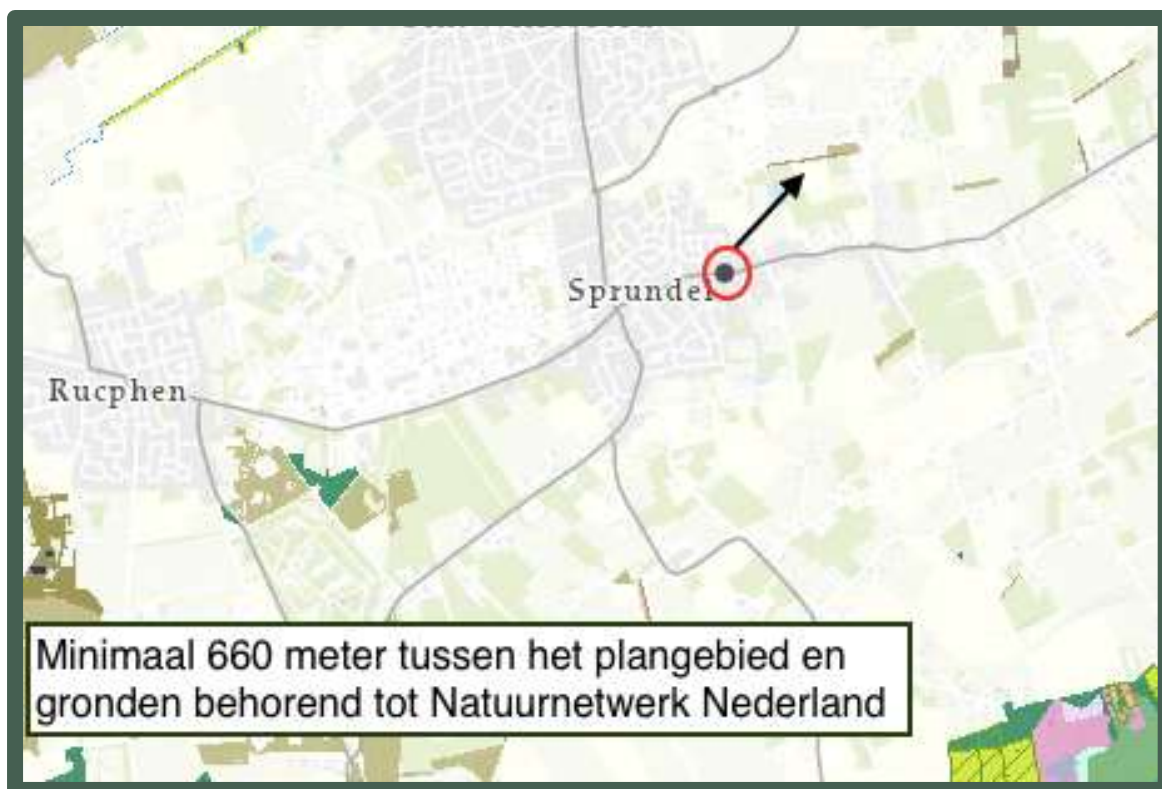 Sprundel
Rucphen
Minimaal 660 meter tussen het plangebied en
gronden behorend tot Natuurnetwerk Nederland